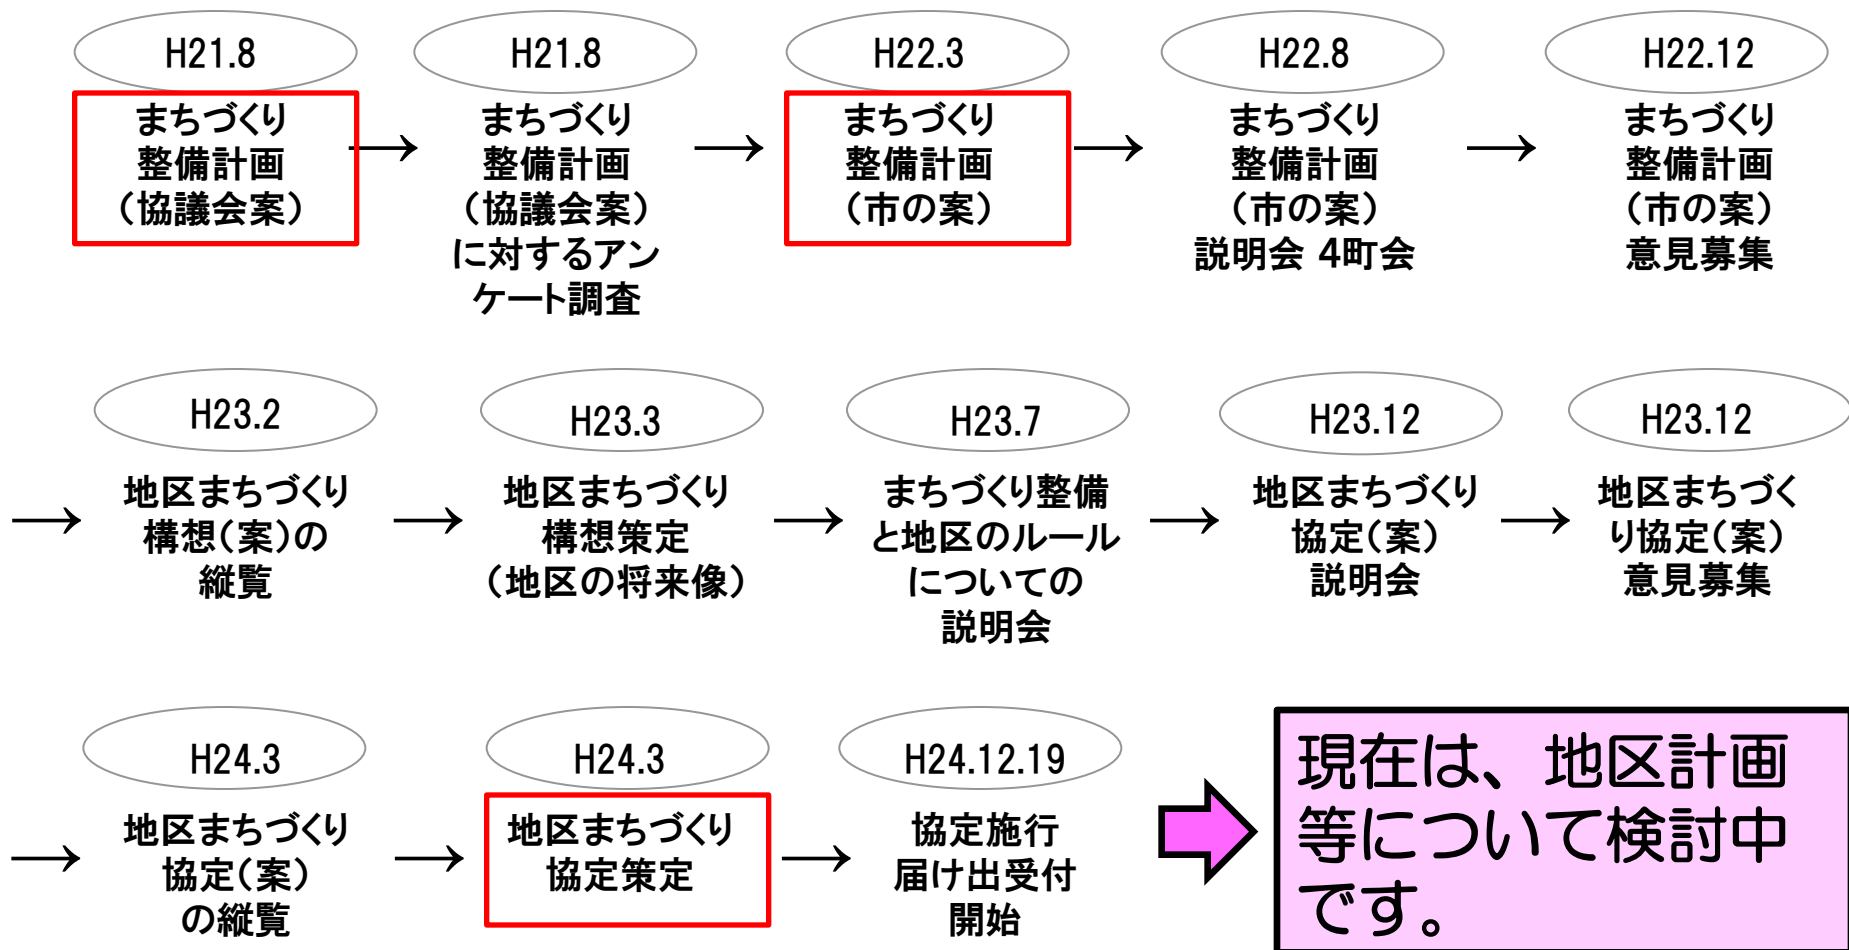 H21.8
まちづくり
整備計画
（協議会案）
→
H21.8
まちづくり
整備計画
（協議会案）
に対するアン
ケート調査
→
H22.3
まちづくり
整備計画
（市の案）
→
H22.8
まちづくり
整備計画
（市の案）
説明会 4町会
→
H22.12
まちづくり
整備計画
（市の案）
意見募集
→
H23.2
地区まちづくり
構想（案）の
縦覧
→
H23.3
地区まちづくり
構想策定
（地区の将来像）
→
H23.7
まちづくり整備
と地区のルール
についての
説明会
→
H23.12
地区まちづくり
協定（案）
説明会
→
H23.12
地区まちづく
り協定（案）
意見募集
→
H24.3
地区まちづくり
協定（案）
の縦覧
→
H24.3
地区まちづくり
協定策定
→
H24.12.19
協定施行
届け出受付
開始
現在は、地区計画
等について検討中
です。